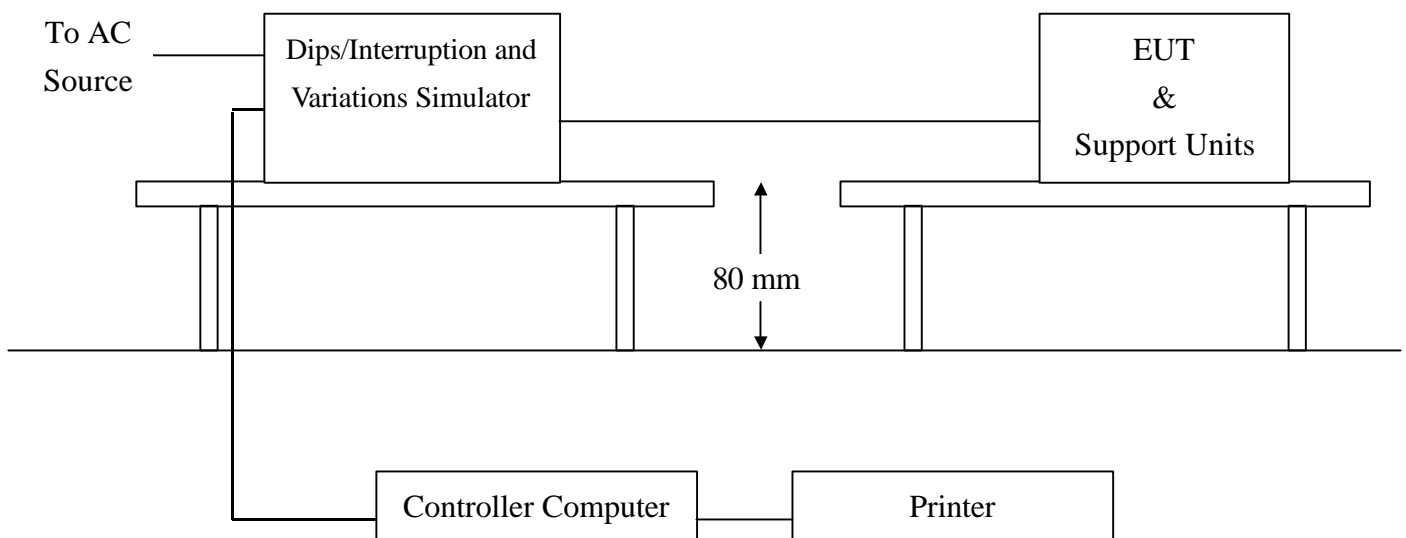 To AC
Source
Dips/Interruption and
Variations Simulator
EUT
&
Support Units
80 mm
Controller Computer
Printer